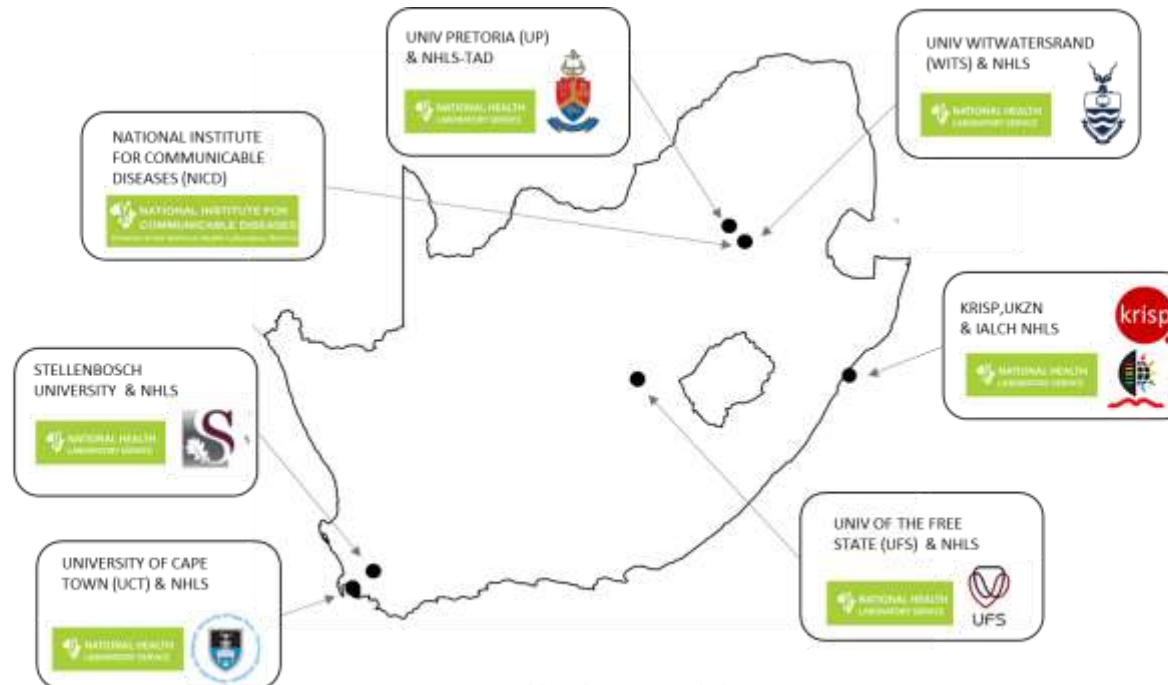 UNIV PRETORIA (UP)
& NHLS-TAD
NATIONAL HEALTH
LABORATORY SERVICE
UNIV WITWATERSRAND
(WITS) & NHLS
NATIONAL HEALTH
LABORATORY SERVICE
NATIONAL INSTITUTE
FOR COMMUNICABLE
DISEASES (NICD)
NATIONAL INSTITUTE FOR
COMMUNICABLE DISEASES
KRISP,UKZN
& IALCH NHLS
krisp
NATIONAL HEALTH
LABORATORY SERVICE
STELLENBOSCH
UNIVERSITY & NHLS
NATIONAL HEALTH
LABORATORY SERVICE
S
UNIVERSITY OF CAPE
TOWN (UCT) & NHLS
NATIONAL HEALTH
LABORATORY SERVICE
UNIV OF THE FREE
STATE (UFS) & NHLS
NATIONAL HEALTH
LABORATORY SERVICE
UFS